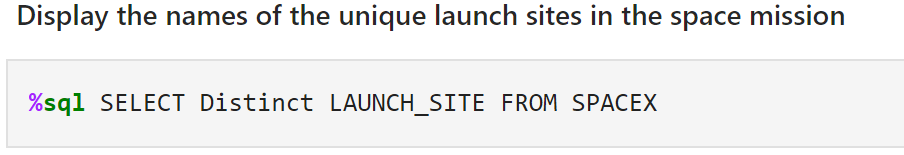 Display the names of the unique launch sites in the space mission
%sql SELECT Distinct LAUNCH_SITE FROM SPACEX